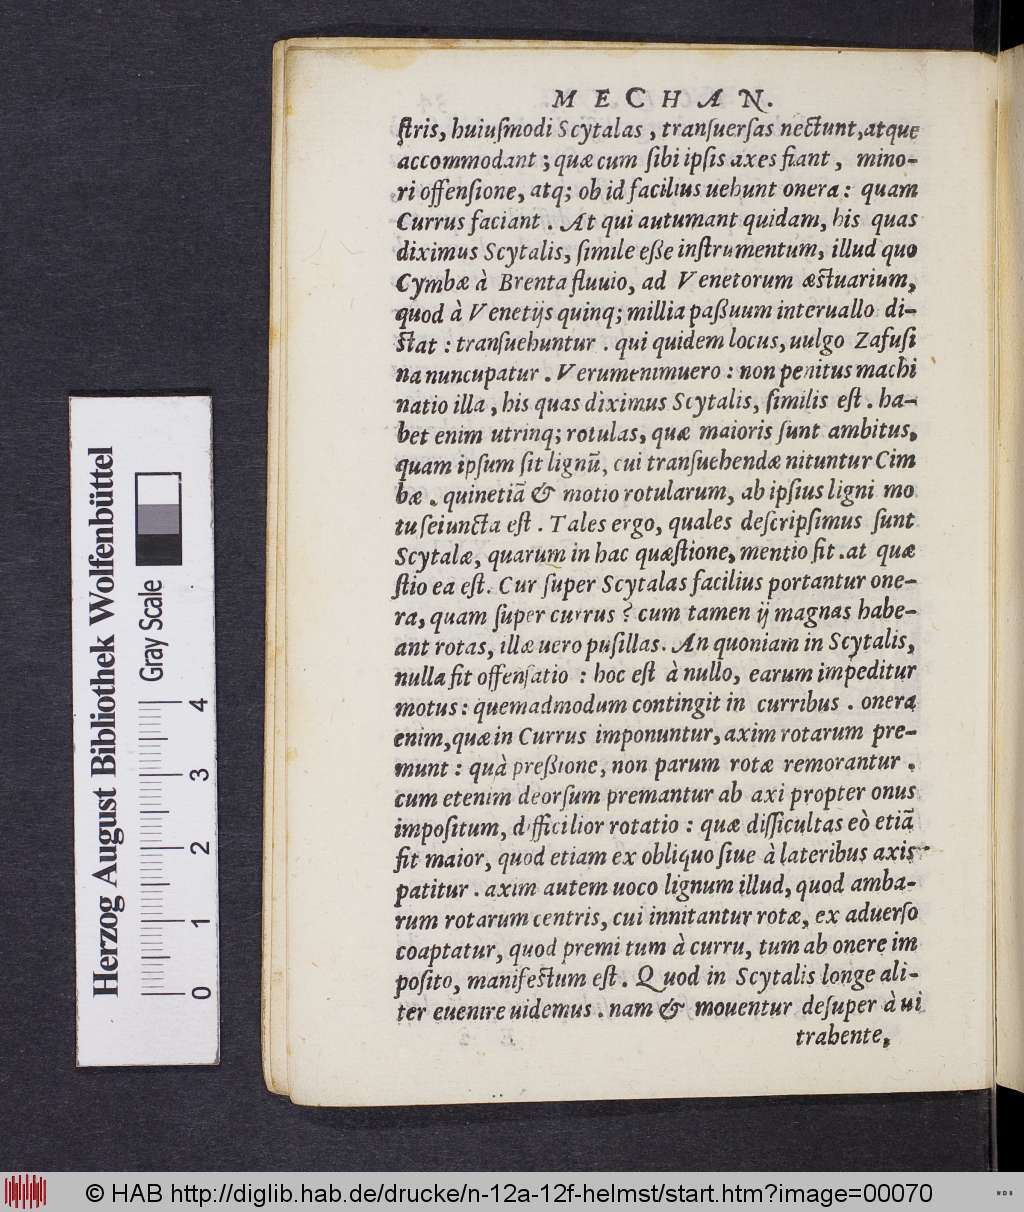 MECHAN.
ſtris, huiuſmodi Scytalas, tranſuerſas nectunt, atque
accommodant; quæ cum ſibi ipſis axes fiant, mino-
ri offenſione, atq; ob id facilius uehunt onera: quam
Currus faciant. At qui autumant quidam, his quas
diximus Scytalis, ſimile eſſe inſtrumentum, illud quo
Cymbæ à Brenta fluuio, ad Venetorum æſtuarium,
quod à Venetijs quinq; millia paſſuum interuallo di-
ſtat: tranſuehuntur. qui quidem locus, uulgo Zafuſi
na nuncupatur. Verumenimuero: non penitus machi
natio illa, his quas diximus Scytalis, ſimilis eſt. ha-
bet enim utrinq; rotulas, quæ maioris ſunt ambitus,
quam ipſum ſit lignũ, cui tranſuehendæ nituntur Cim
bæ. quinetiã & motio rotularum, ab ipſius ligni mo
tu ſeiuncta eſt. Tales ergo, quales deſcripſimus ſunt
Scytalæ, quarum in hac quæſtione, mentio fit. at quæ
ſtio ea eſt. Cur ſuper Scytalas facilius portantur one-
ra, quam ſuper currus? cum tamen ij magnas habe-
ant rotas, illæ uero puſillas. An quoniam in Scytalis,
nulla fit offenſatio: hoc eſt à nullo, earum impeditur
motus: quemadmodum contingit in curribus. onera
enim, quæ in Currus imponuntur, axim rotarum pre-
munt: quà preſſione, non parum rotæ remorantur.
cum etenim deorſum premantur ab axi propter onus
impoſitum, difficilior rotatio: quæ difficultas eò etiã
fit maior, quod etiam ex obliquo ſiue à lateribus axis
patitur. axim autem uoco lignum illud, quod amba-
rum rotarum centris, cui innitantur rotæ, ex aduerſo
coaptatur, quod premi tum à curru, tum ab onere im
poſito, manifectum eſt. Quod in Scytalis longe ali-
ter euenire uidemus. nam & mouentur deſuper à ui
trahente,
Herzog August Bibliothek Wolfenbüttel
Gray Scale
0 1 2 3 4
© HAB http://diglib.hab.de/drucke/n-12a-12f-helmst/start.htm?image=00070